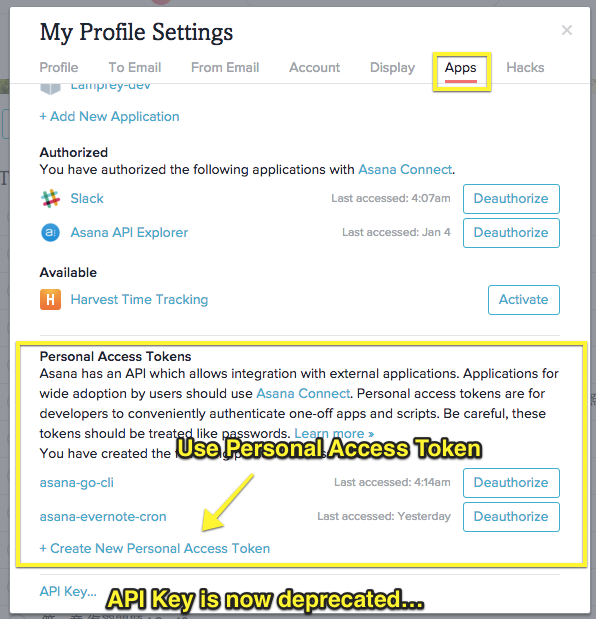 My Profile Settings
×
Profile To Email From Email Account Display Apps Hacks
Lamprey-dev
+ Add New Application
Authorized
You have authorized the following applications with Asana Connect.
Slack Last accessed: 4:07am Deauthorize
a: Asana API Explorer Last accessed: Jan 4 Deauthorize
Available
H Harvest Time Tracking Activate
Personal Access Tokens
Asana has an API which allows integration with external applications. Applications for
wide adoption by users should use Asana Connect. Personal access tokens are for
developers to conveniently authenticate one-off apps and scripts. Be careful, these
tokens should be treated like passwords. Learn more »
Use Personal Access Token
You have created the
asana-go-cli Last accessed: 4:14am Deauthorize
asana-evernote-cron Last accessed: Yesterday Deauthorize
+ Create New Personal Access Token
API Key...
API Key is now deprecated...